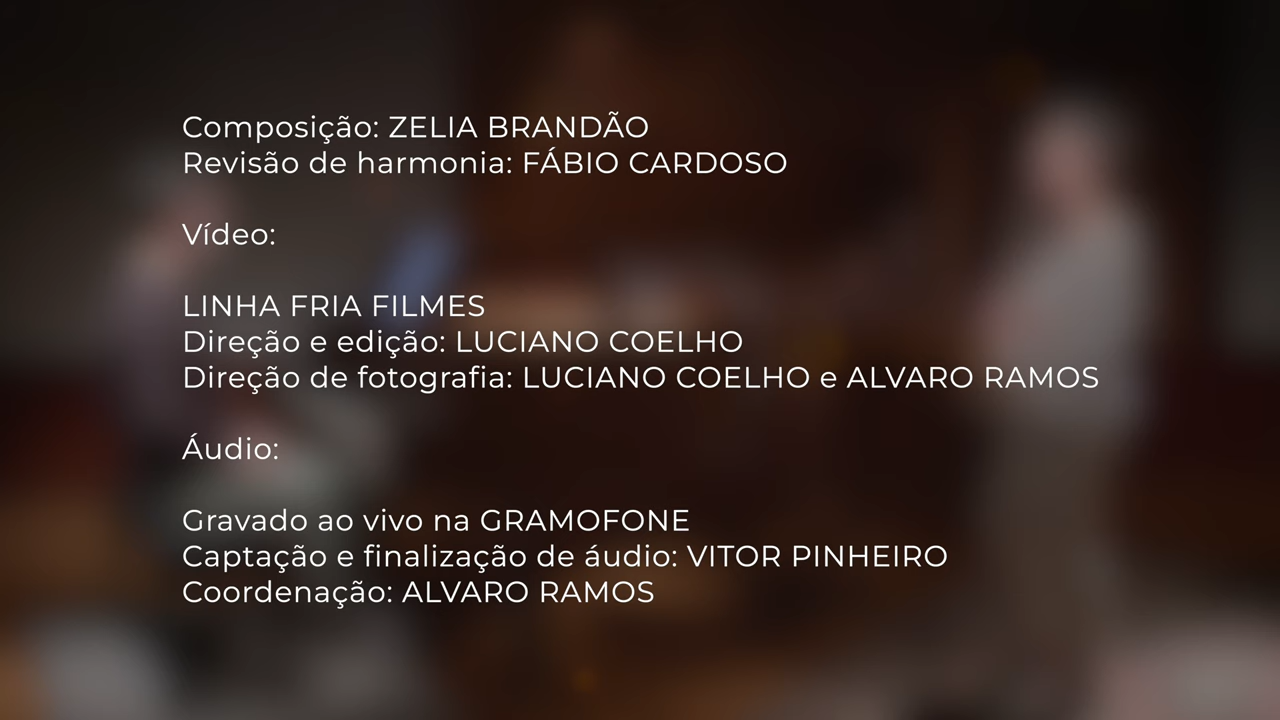 Composição: ZELIA BRANDÃO
Revisão de harmonia: FÁBIO CARDOSO
Vídeo:
LINHA FRIA FILMES
Direção e edição: LUCIANO COELHO
Direção de fotografia: LUCIANO COELHO e ALVARO RAMOS
Áudio:
Gravado ao vivo na GRAMOFONE
Captação e finalização de áudio: VITOR PINHEIRO
Coordenação: ALVARO RAMOS